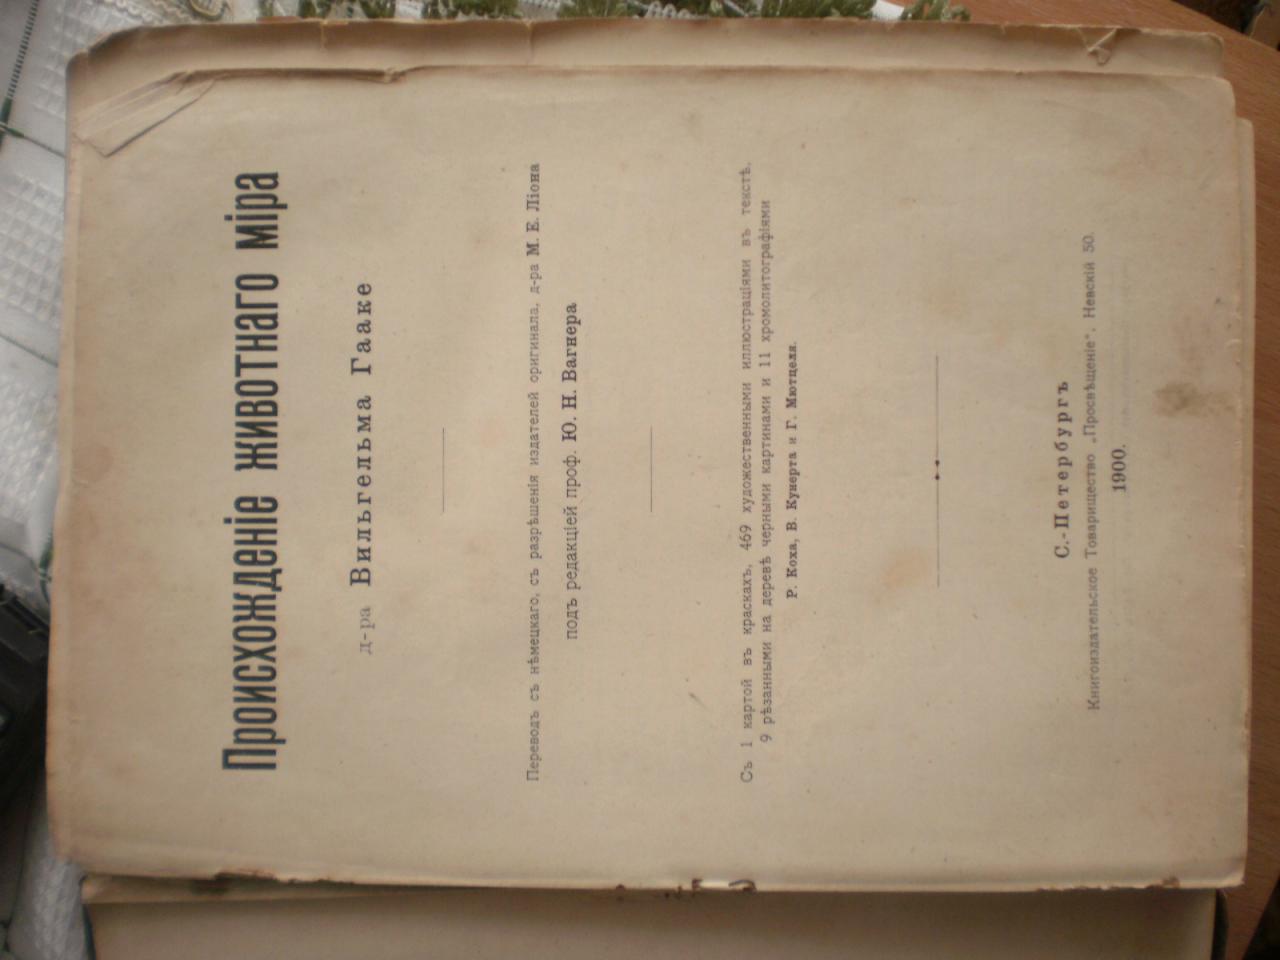 Происхожденіе животнаго міра
д-ра Вильгельма Гааке
Переводъ съ нѣмецкаго, съ разрѣшенія издателей оригинала, д-ра М. Е. Ліона
подъ редакціей проф. Ю. Н. Вагнера
Съ 1 картой въ краскахъ, 469 художественными иллюстраціями въ текстѣ,
9 рѣзанными на деревѣ черными картинами и 11 хромолитографіями
Р. Коха, В. Кунерта и Г. Мютцеля.
С.-Петербургъ
Книгоиздательское Товарищество „Просвѣщеніе“, Невскій 50.
1900.